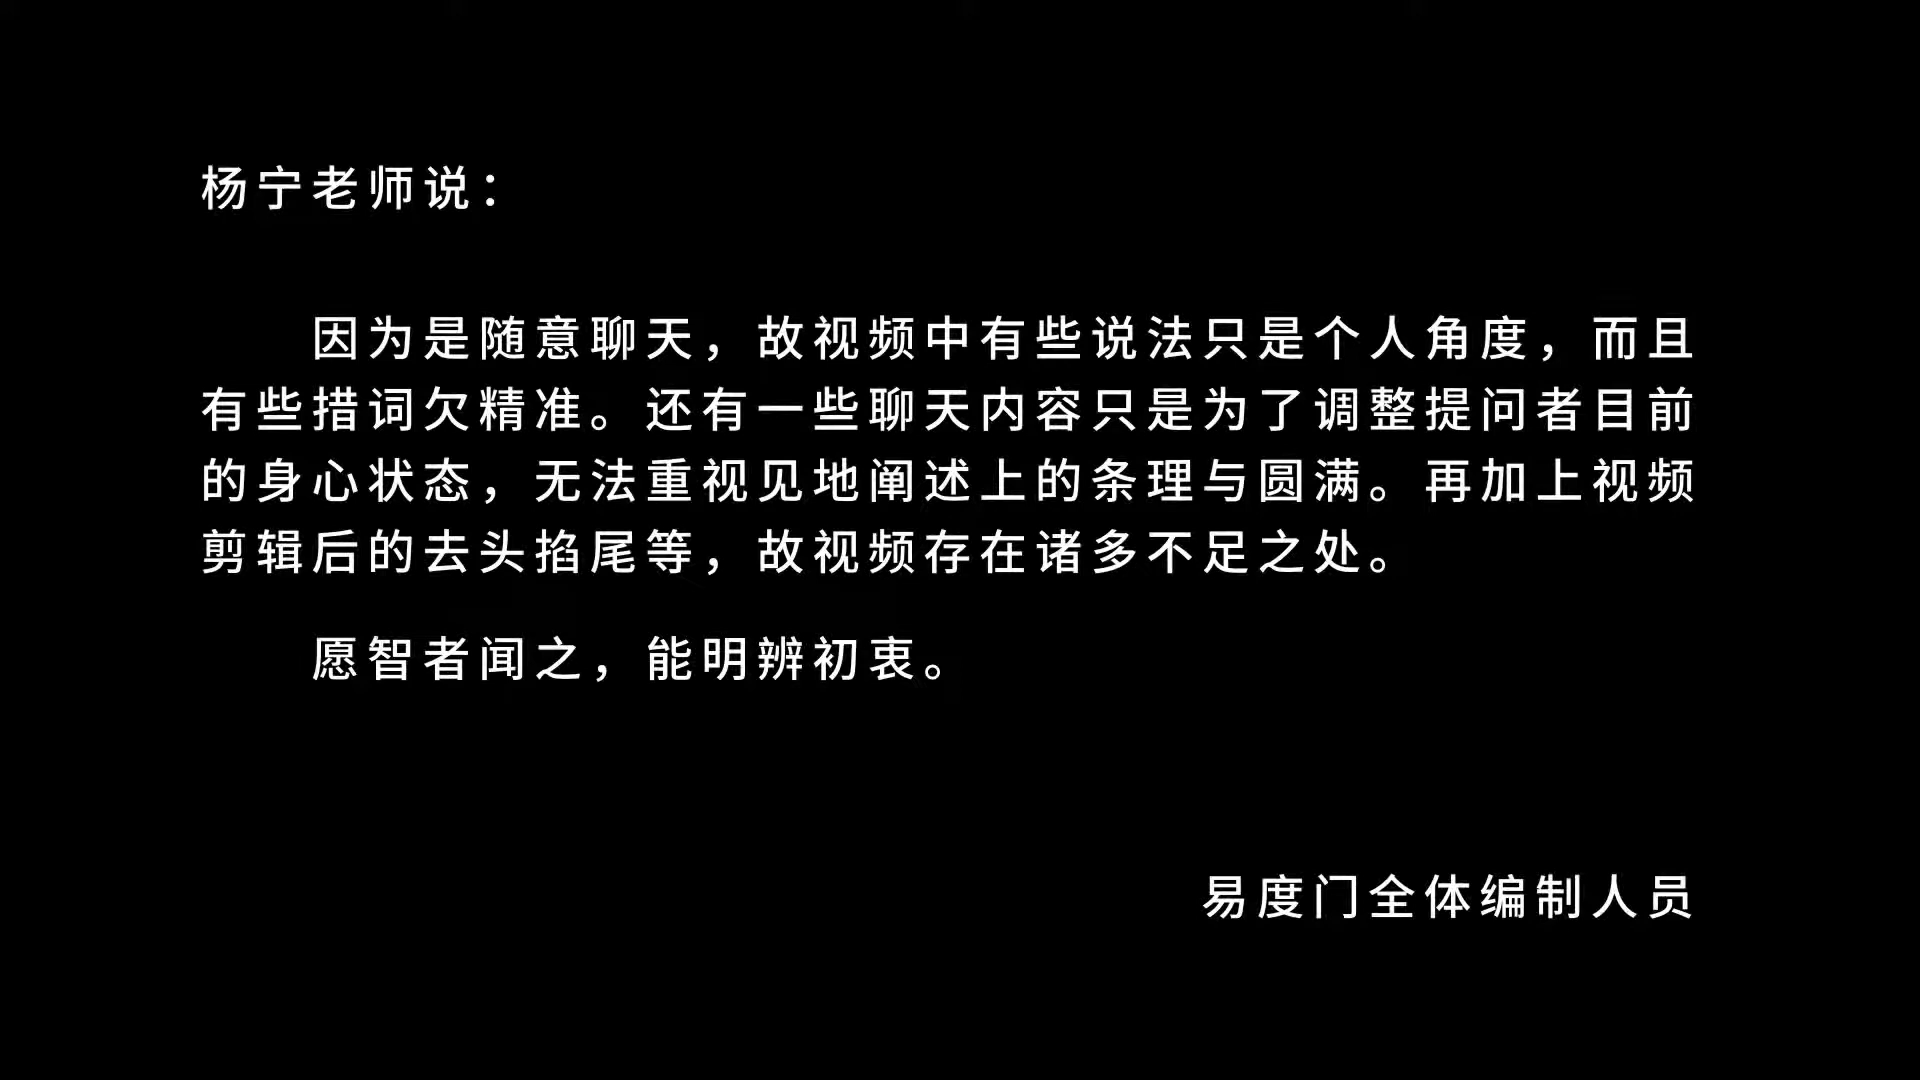 杨宁老师说：
因为是随意聊天，故视频中有些说法只是个人角度，而且
有些措词欠精准。还有一些聊天内容只是为了调整提问者目前
的身心状态，无法重视见地阐述上的条理与圆满。再加上视频
剪辑后的去头掐尾等，故视频存在诸多不足之处。
愿智者闻之，能明辨初衷。
易度门全体编制人员